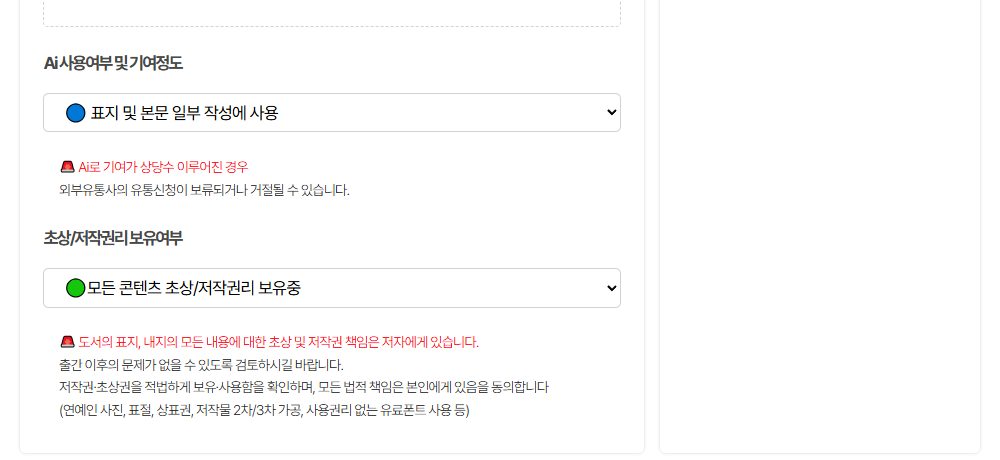 Ai 사용여부 및 기여정도
표지 및 본문 일부 작성에 사용
Ai로 기여가 상당수 이루어진 경우
외부유통사의 유통신청이 보류되거나 거절될 수 있습니다.
초상/저작권리 보유여부
모든 콘텐츠 초상/저작권리 보유중
도서의 표지, 내지의 모든 내용에 대한 초상 및 저작권 책임은 저자에게 있습니다.
출간 이후의 문제가 없을 수 있도록 검토하시길 바랍니다.
저작권·초상권을 적법하게 보유·사용함을 확인하며, 모든 법적 책임은 본인에게 있음을 동의합니다
(연예인 사진, 표절, 상표권, 저작물 2차/3차 가공, 사용권리 없는 유료폰트 사용 등)